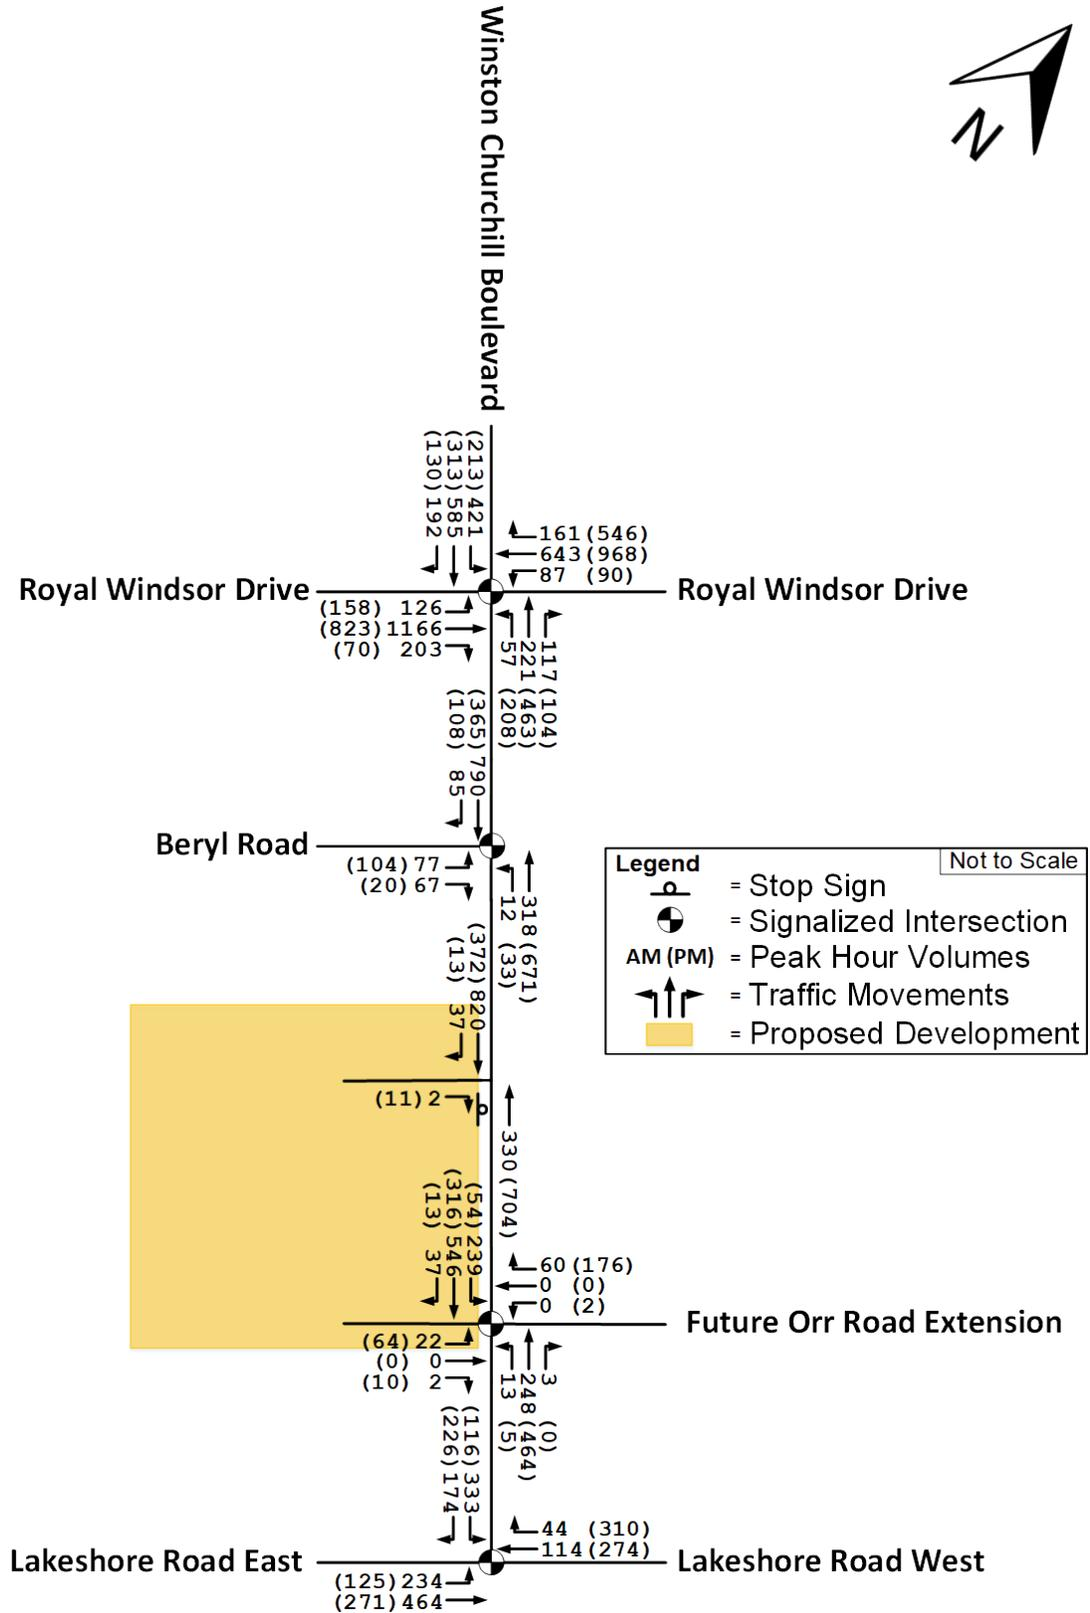 Winston Churchill Boulevard
N
(213) 421
(313) 585
(130) 192
161 (546)
643 (968)
87 (90)
Royal Windsor Drive
Royal Windsor Drive
(158) 126
(823) 1166
(70) 203
57 (208)
221 (463)
117 (104)
(365) 790
(108) 85
Beryl Road
(104) 77
(20) 67
12 (33)
318 (671)
Legend
Not to Scale
= Stop Sign
= Signalized Intersection
AM (PM) = Peak Hour Volumes
= Traffic Movements
= Proposed Development
(372) 820
(13) 37
(11) 2
330 (704)
(54) 239
(316) 546
(13) 37
60 (176)
0 (0)
0 (2)
Future Orr Road Extension
(64) 22
(0) 0
(10) 2
13 (5)
248 (464)
3 (0)
(116) 333
(226) 174
44 (310)
114 (274)
Lakeshore Road East
Lakeshore Road West
(125) 234
(271) 464